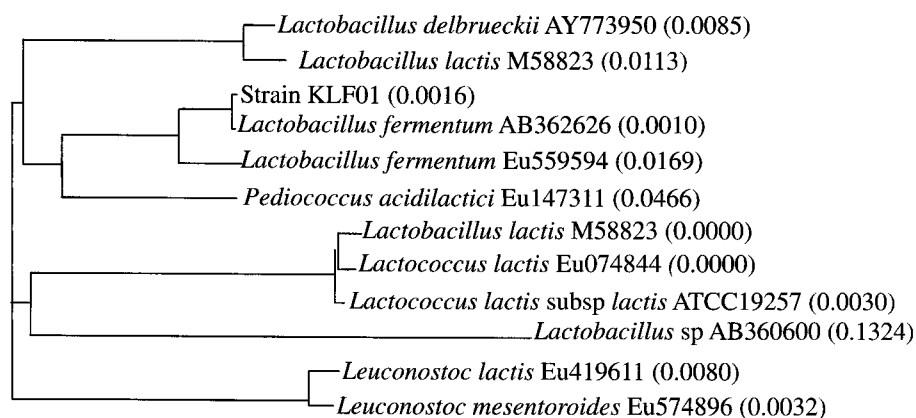 Lactobacillus delbrueckii AY773950 (0.0085)
Lactobacillus lactis M58823 (0.0113)
Strain KLF01 (0.0016)
Lactobacillus fermentum AB362626 (0.0010)
Lactobacillus fermentum Eu559594 (0.0169)
Pediococcus acidilactici Eu147311 (0.0466)
Lactobacillus lactis M58823 (0.0000)
Lactococcus lactis Eu074844 (0.0000)
Lactococcus lactis subsp lactis ATCC19257 (0.0030)
Lactobacillus sp AB360600 (0.1324)
Leuconostoc lactis Eu419611 (0.0080)
Leuconostoc mesentoroides Eu574896 (0.0032)